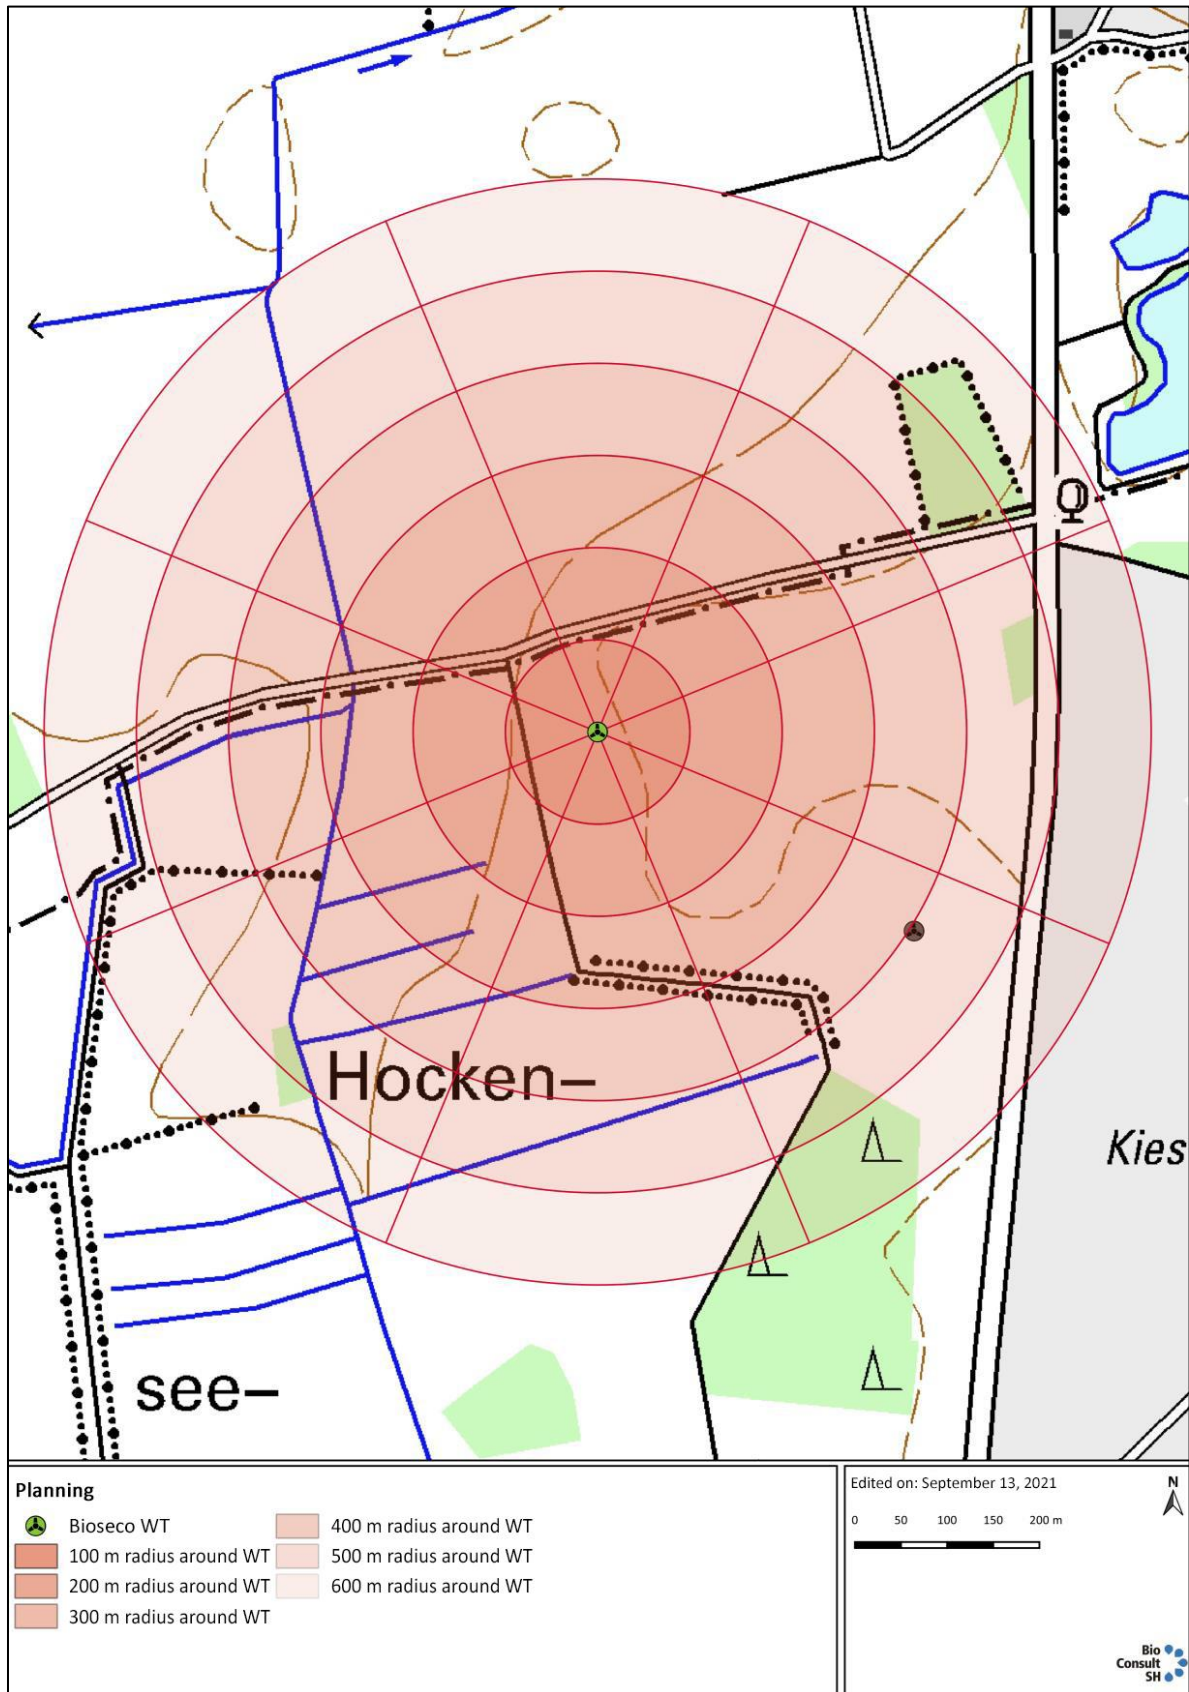 Hocken–
Kies
see–
Planning
Bioseco WT
100 m radius around WT
200 m radius around WT
300 m radius around WT
400 m radius around WT
500 m radius around WT
600 m radius around WT
Edited on: September 13, 2021
N
0 50 100 150 200 m
Bio
Consult
SH